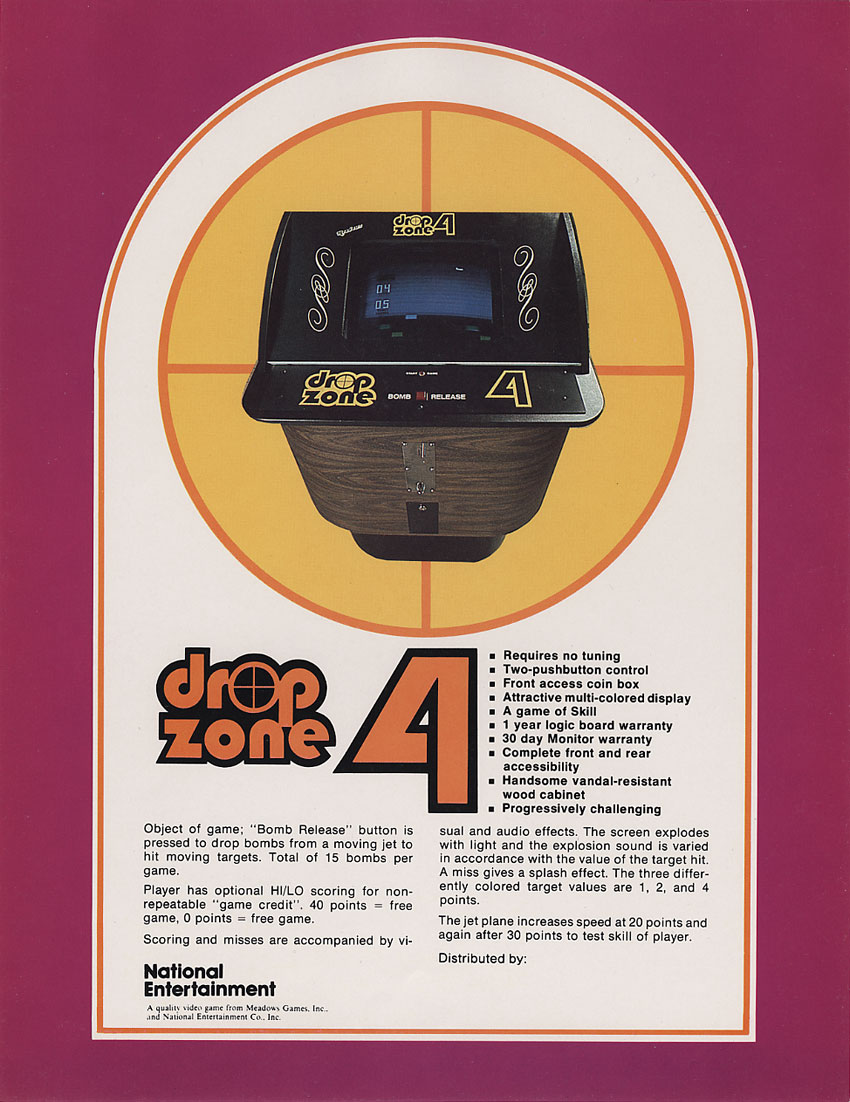 drop
zone 4
04
05
drop
zone
START GAME
BOMB RELEASE
4
drop
zone
4
▪ Requires no tuning
▪ Two-pushbutton control
▪ Front access coin box
▪ Attractive multi-colored display
▪ A game of Skill
▪ 1 year logic board warranty
▪ 30 day Monitor warranty
▪ Complete front and rear
accessibility
▪ Handsome vandal-resistant
wood cabinet
▪ Progressively challenging
Object of game; "Bomb Release" button is
pressed to drop bombs from a moving jet to
hit moving targets. Total of 15 bombs per
game.
Player has optional HI/LO scoring for non-
repeatable "game credit". 40 points = free
game, 0 points = free game.
Scoring and misses are accompanied by vi-
sual and audio effects. The screen explodes
with light and the explosion sound is varied
in accordance with the value of the target hit.
A miss gives a splash effect. The three differ-
ently colored target values are 1, 2, and 4
points.
The jet plane increases speed at 20 points and
again after 30 points to test skill of player.
Distributed by:
National
Entertainment
A quality video game from Meadows Games, Inc.,
and National Entertainment Co., Inc.